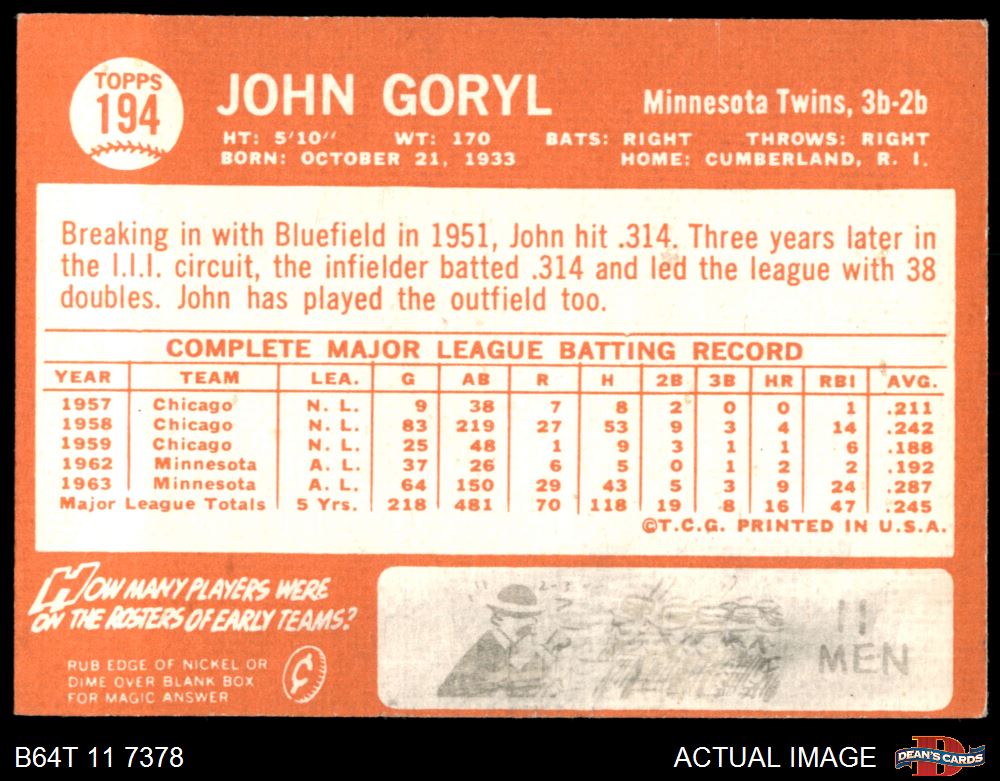 TOPPS
194
JOHN GORYL
Minnesota Twins, 3b-2b
HT: 5'10" WT: 170 BATS: RIGHT THROWS: RIGHT
BORN: OCTOBER 21, 1933 HOME: CUMBERLAND, R. I.
Breaking in with Bluefield in 1951, John hit .314. Three years later in
the I.I.I. circuit, the infielder batted .314 and led the league with 38
doubles. John has played the outfield too.
COMPLETE MAJOR LEAGUE BATTING RECORD
YEAR TEAM LEA. G AB R H 2B 3B HR RBI AVG.
1957 Chicago N. L. 9 38 7 8 2 0 0 1 .211
1958 Chicago N. L. 83 219 27 53 9 3 4 14 .242
1959 Chicago N. L. 25 48 1 9 3 1 1 6 .188
1962 Minnesota A. L. 37 26 6 5 0 1 2 2 .192
1963 Minnesota A. L. 64 150 29 43 5 3 9 24 .287
Major League Totals 5 Yrs. 218 481 70 118 19 8 16 47 .245
©T.C.G. PRINTED IN U.S.A.
HOW MANY PLAYERS WERE
ON THE ROSTERS OF EARLY TEAMS?
RUB EDGE OF NICKEL OR
DIME OVER BLANK BOX
FOR MAGIC ANSWER
¢
11
MEN
B64T 11 7378
ACTUAL IMAGE
DEAN'S CARDS